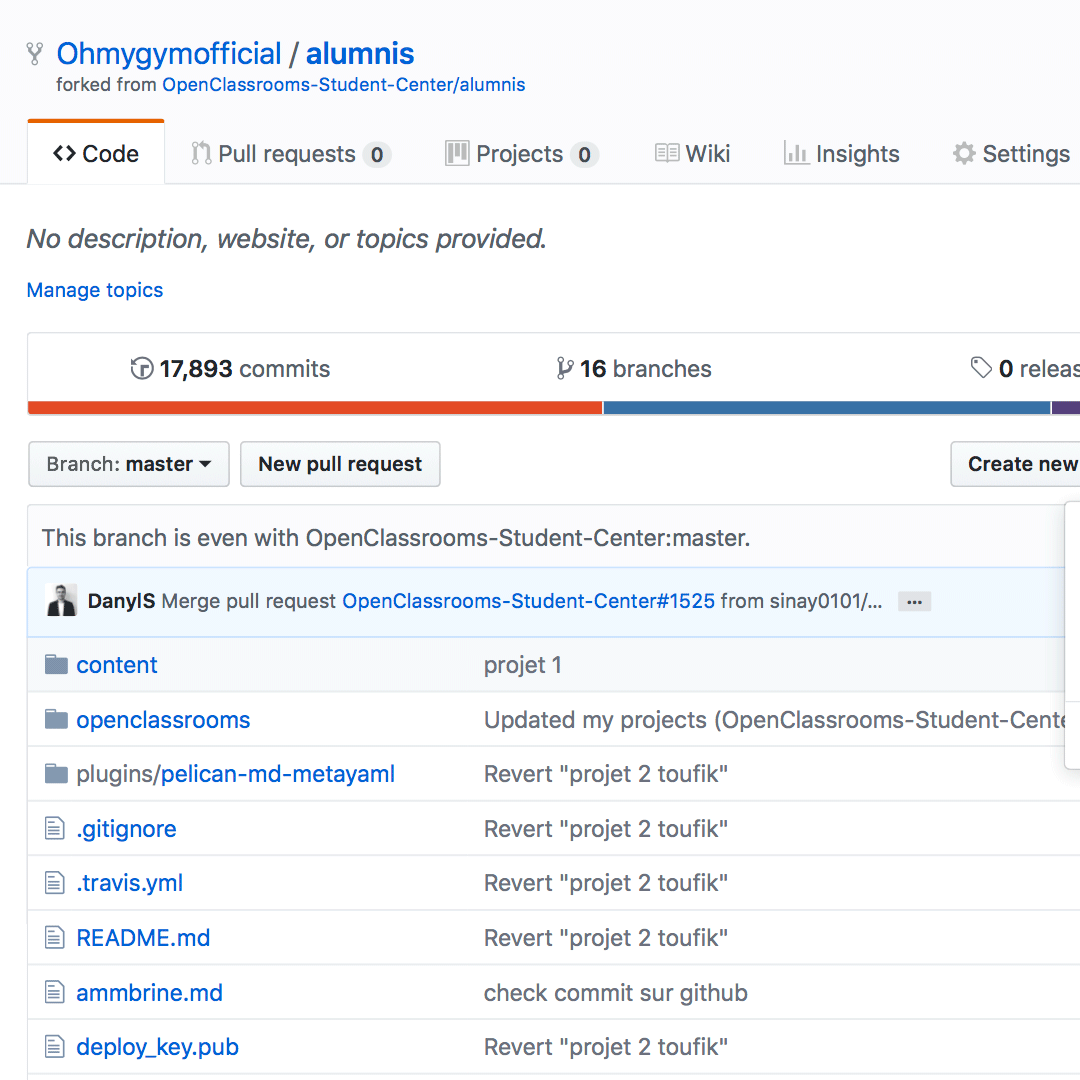 Ohmygymofficial / alumnis
forked from OpenClassrooms-Student-Center/alumnis
Code Pull requests 0 Projects 0 Wiki Insights Settings
No description, website, or topics provided.
Manage topics
17,893 commits 16 branches 0 releas
Branch: master New pull request Create new
This branch is even with OpenClassrooms-Student-Center:master.
DanylS Merge pull request OpenClassrooms-Student-Center#1525 from sinay0101/... ...
content projet 1
openclassrooms Updated my projects (OpenClassrooms-Student-Cente
plugins/pelican-md-metayaml Revert "projet 2 toufik"
.gitignore Revert "projet 2 toufik"
.travis.yml Revert "projet 2 toufik"
README.md Revert "projet 2 toufik"
ammbrine.md check commit sur github
deploy_key.pub Revert "projet 2 toufik"